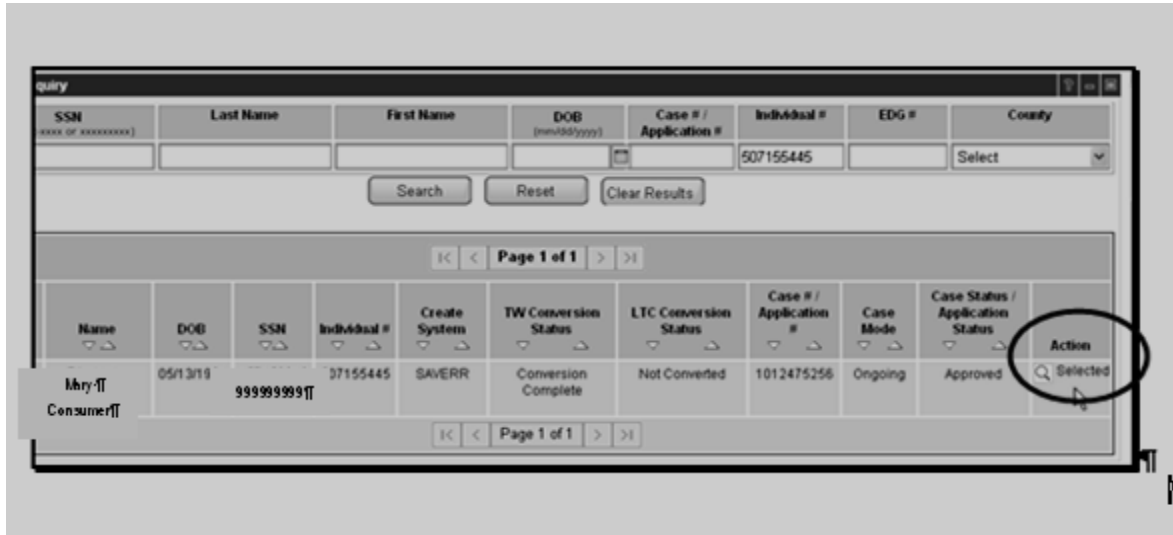 quiry
SSN Last Name First Name DOB Case # / Individual # EDG # County
-xxxx or xxxxxxxxx) (mm/dd/yyyy) Application #
507155445 Select
Search Reset Clear Results
Page 1 of 1
Name DOB SSN Individual # Create System TW Conversion Status LTC Conversion Status Case # / Application # Case Mode Case Status / Application Status Action
Mary¶ 05/13/19 999999999¶ 07155445 SAVERR Conversion Not Converted 1012475256 Ongoing Approved Selected
Consumer¶ Complete
Page 1 of 1
¶